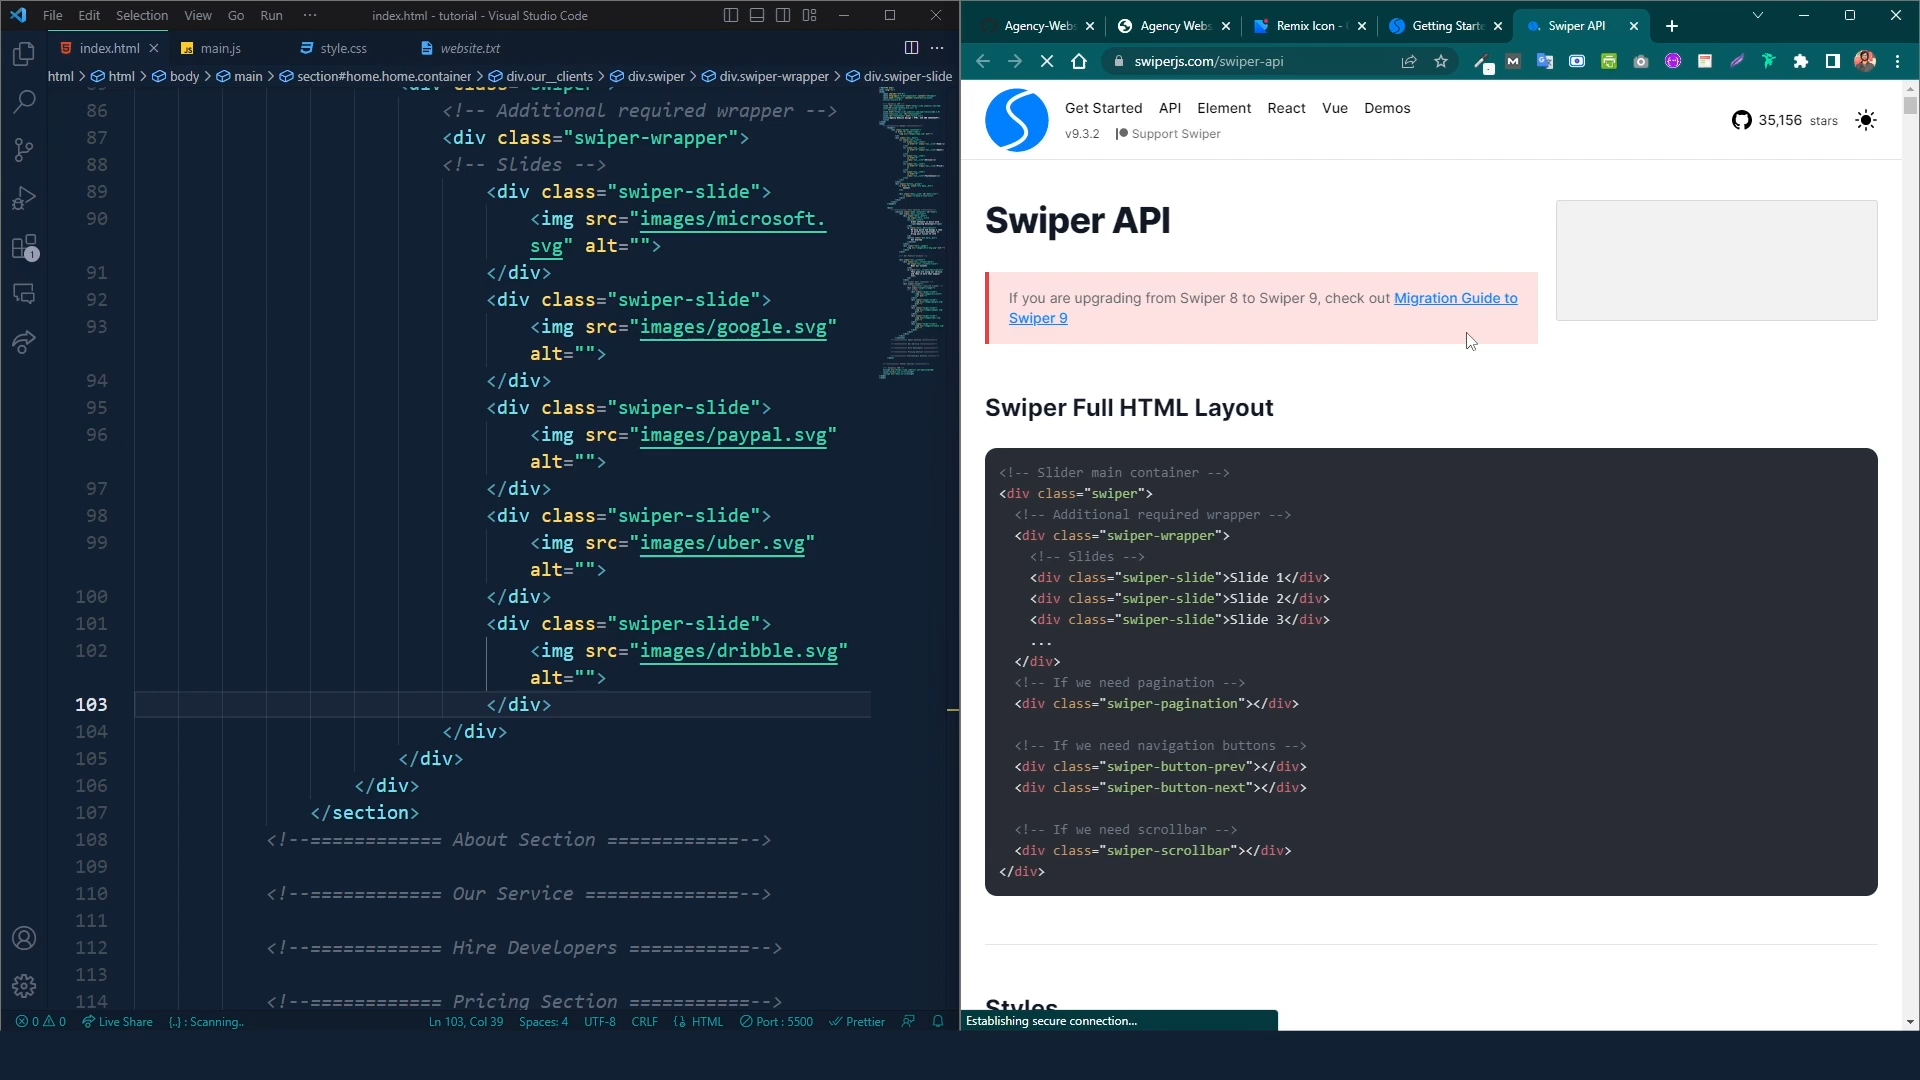 File Edit Selection View Go Run ··· index.html - tutorial - Visual Studio Code
index.html main.js style.css website.txt
html > html > body > main > section#home.home.container > div.our__clients > div.swiper > div.swiper-wrapper > div.swiper-slide
86 <!-- Additional required wrapper -->
87 <div class="swiper-wrapper">
88 <!-- Slides -->
89 <div class="swiper-slide">
90 <img src="images/microsoft.
svg" alt="">
91 </div>
92 <div class="swiper-slide">
93 <img src="images/google.svg"
alt="">
94 </div>
95 <div class="swiper-slide">
96 <img src="images/paypal.svg"
alt="">
97 </div>
98 <div class="swiper-slide">
99 <img src="images/uber.svg"
alt="">
100 </div>
101 <div class="swiper-slide">
102 <img src="images/dribble.svg"
alt="">
103 </div>
104 </div>
105 </div>
106 </div>
107 </section>
108 <!--============ About Section ============-->
109
110 <!--============ Our Service ==============-->
111
112 <!--============ Hire Developers ===========-->
113
114 <!--============ Pricing Section ===========-->
0 0 Live Share {..} : Scanning.. Ln 103, Col 39 Spaces: 4 UTF-8 CRLF HTML Port : 5500 Prettier
Agency-Webs Agency Webs Remix Icon - Getting Starte Swiper API
swiperjs.com/swiper-api
Get Started API Element React Vue Demos
v9.3.2 Support Swiper
35,156 stars
Swiper API
If you are upgrading from Swiper 8 to Swiper 9, check out Migration Guide to
Swiper 9
Swiper Full HTML Layout
<!-- Slider main container -->
<div class="swiper">
<!-- Additional required wrapper -->
<div class="swiper-wrapper">
<!-- Slides -->
<div class="swiper-slide">Slide 1</div>
<div class="swiper-slide">Slide 2</div>
<div class="swiper-slide">Slide 3</div>
...
</div>
<!-- If we need pagination -->
<div class="swiper-pagination"></div>
<!-- If we need navigation buttons -->
<div class="swiper-button-prev"></div>
<div class="swiper-button-next"></div>
<!-- If we need scrollbar -->
<div class="swiper-scrollbar"></div>
</div>
Styles
Establishing secure connection...